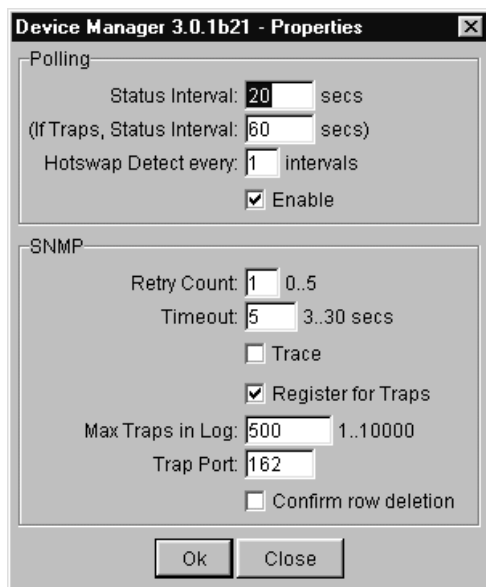 Device Manager 3.0.1b21 - Properties
Polling
Status Interval: 20 secs
(If Traps, Status Interval: 60 secs)
Hotswap Detect every: 1 intervals
Enable
SNMP
Retry Count: 1 0..5
Timeout: 5 3..30 secs
Trace
Register for Traps
Max Traps in Log: 500 1..10000
Trap Port: 162
Confirm row deletion
Ok Close